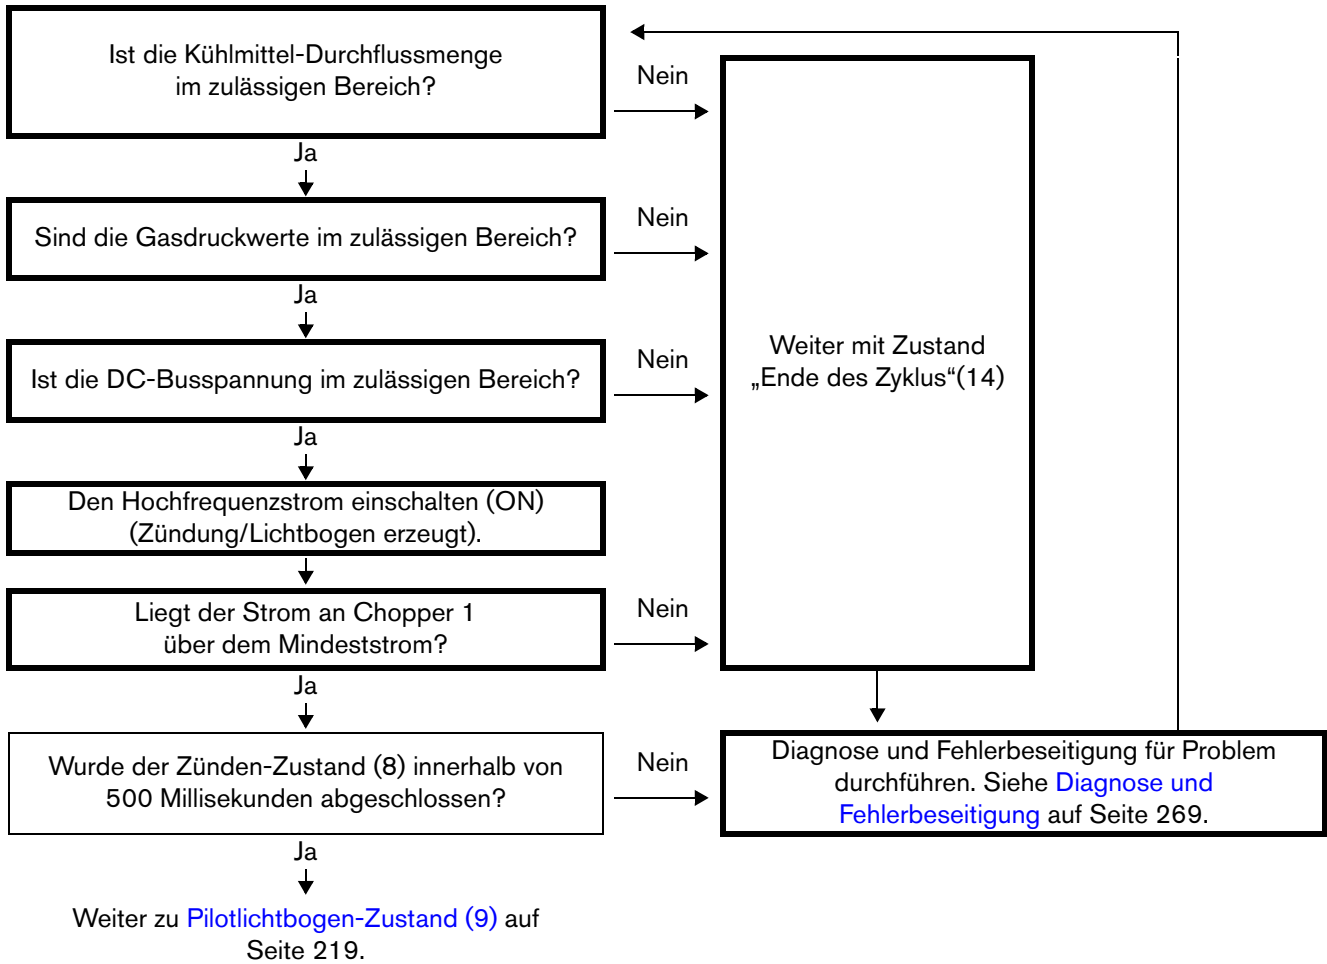 Ist die Kühlmittel-Durchflussmenge
im zulässigen Bereich?
Nein
Ja
Sind die Gasdruckwerte im zulässigen Bereich?
Nein
Ja
Ist die DC-Busspannung im zulässigen Bereich?
Nein
Ja
Den Hochfrequenzstrom einschalten (ON)
(Zündung/Lichtbogen erzeugt).
Liegt der Strom an Chopper 1
über dem Mindeststrom?
Nein
Ja
Weiter mit Zustand
„Ende des Zyklus“(14)
Wurde der Zünden-Zustand (8) innerhalb von
500 Millisekunden abgeschlossen?
Nein
Ja
Diagnose und Fehlerbeseitigung für Problem
durchführen. Siehe Diagnose und
Fehlerbeseitigung auf Seite 269.
Weiter zu Pilotlichtbogen-Zustand (9) auf
Seite 219.